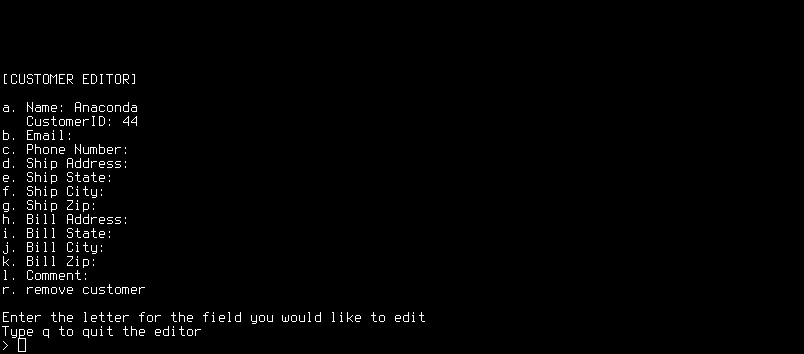 [CUSTOMER EDITOR]
a. Name: Anaconda
CustomerID: 44
b. Email:
c. Phone Number:
d. Ship Address:
e. Ship State:
f. Ship City:
g. Ship Zip:
h. Bill Address:
i. Bill State:
j. Bill City:
k. Bill Zip:
l. Comment:
r. remove customer
Enter the letter for the field you would like to edit
Type q to quit the editor
>